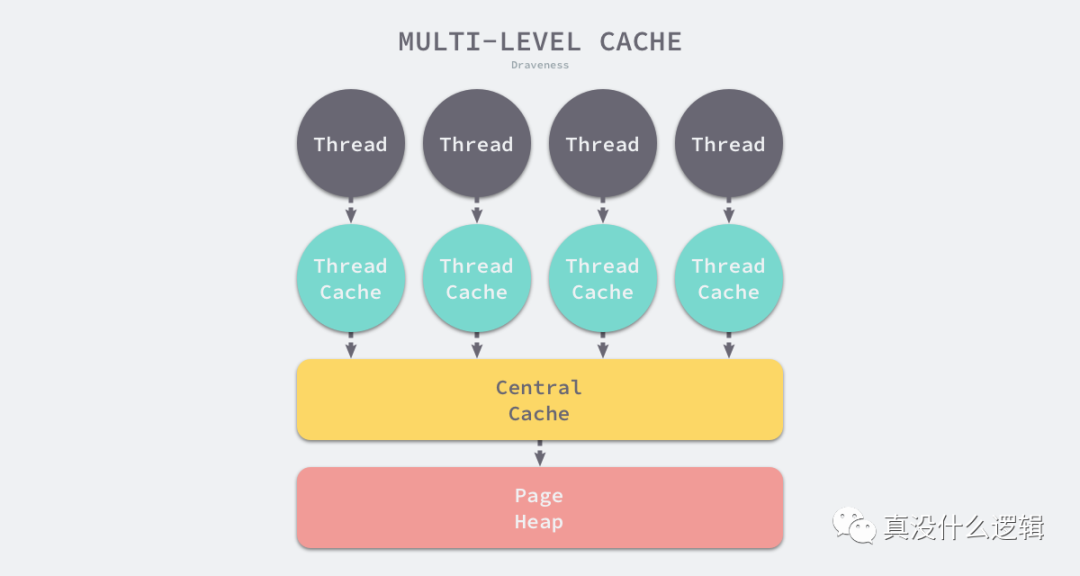 MULTI-LEVEL CACHE
Draveness
Thread Thread Thread Thread
Thread Thread Thread Thread
Cache Cache Cache Cache
Central
Cache
Page
Heap
真没什么逻辑